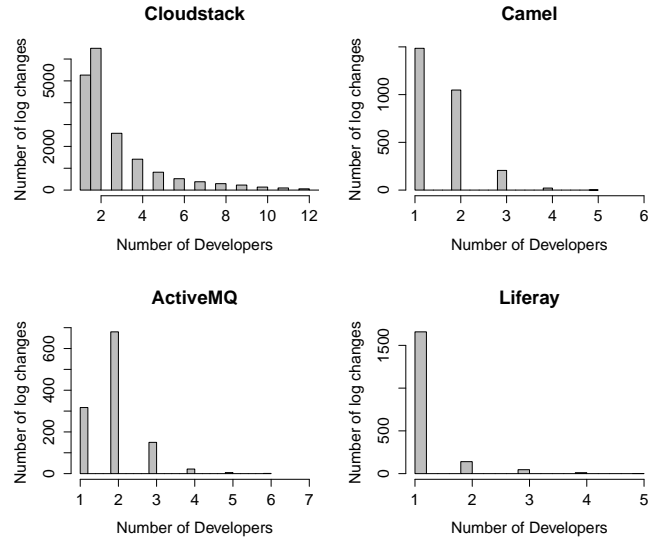 Cloudstack
Number of log changes
2000
5000
2 4 6 8 10 12
Number of Developers
Camel
Number of log changes
0 500 1000
1 2 3 4 5 6
Number of Developers
ActiveMQ
Number of log changes
0 200 400 600
1 2 3 4 5 6 7
Number of Developers
Liferay
Number of log changes
0 500 1500
1 2 3 4 5
Number of Developers